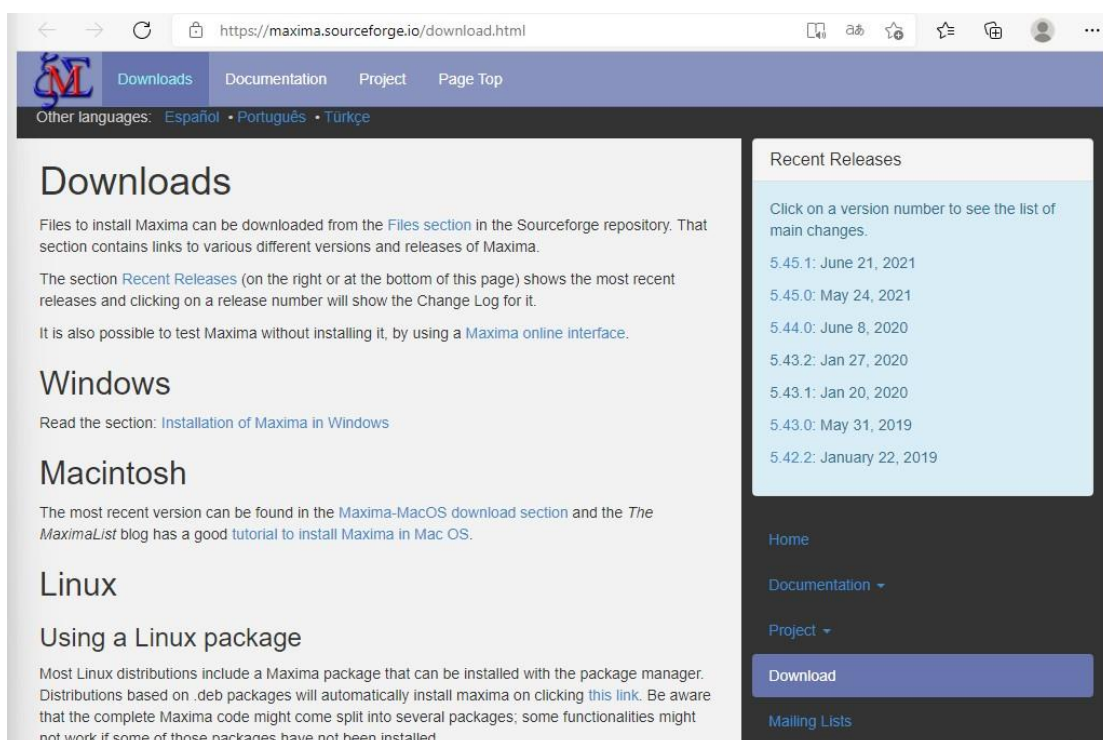 https://maxima.sourceforge.io/download.html
Downloads Documentation Project Page Top
Other languages: Español • Português • Türkçe
Downloads
Files to install Maxima can be downloaded from the Files section in the Sourceforge repository. That
section contains links to various different versions and releases of Maxima.
The section Recent Releases (on the right or at the bottom of this page) shows the most recent
releases and clicking on a release number will show the Change Log for it.
It is also possible to test Maxima without installing it, by using a Maxima online interface.
Windows
Read the section: Installation of Maxima in Windows
Macintosh
The most recent version can be found in the Maxima-MacOS download section and the The
MaximaList blog has a good tutorial to install Maxima in Mac OS.
Linux
Using a Linux package
Most Linux distributions include a Maxima package that can be installed with the package manager.
Distributions based on .deb packages will automatically install maxima on clicking this link. Be aware
that the complete Maxima code might come split into several packages; some functionalities might
not work if some of those packages have not been installed.
Recent Releases
Click on a version number to see the list of
main changes.
5.45.1: June 21, 2021
5.45.0: May 24, 2021
5.44.0: June 8, 2020
5.43.2: Jan 27, 2020
5.43.1: Jan 20, 2020
5.43.0: May 31, 2019
5.42.2: January 22, 2019
Home
Documentation
Project
Download
Mailing Lists